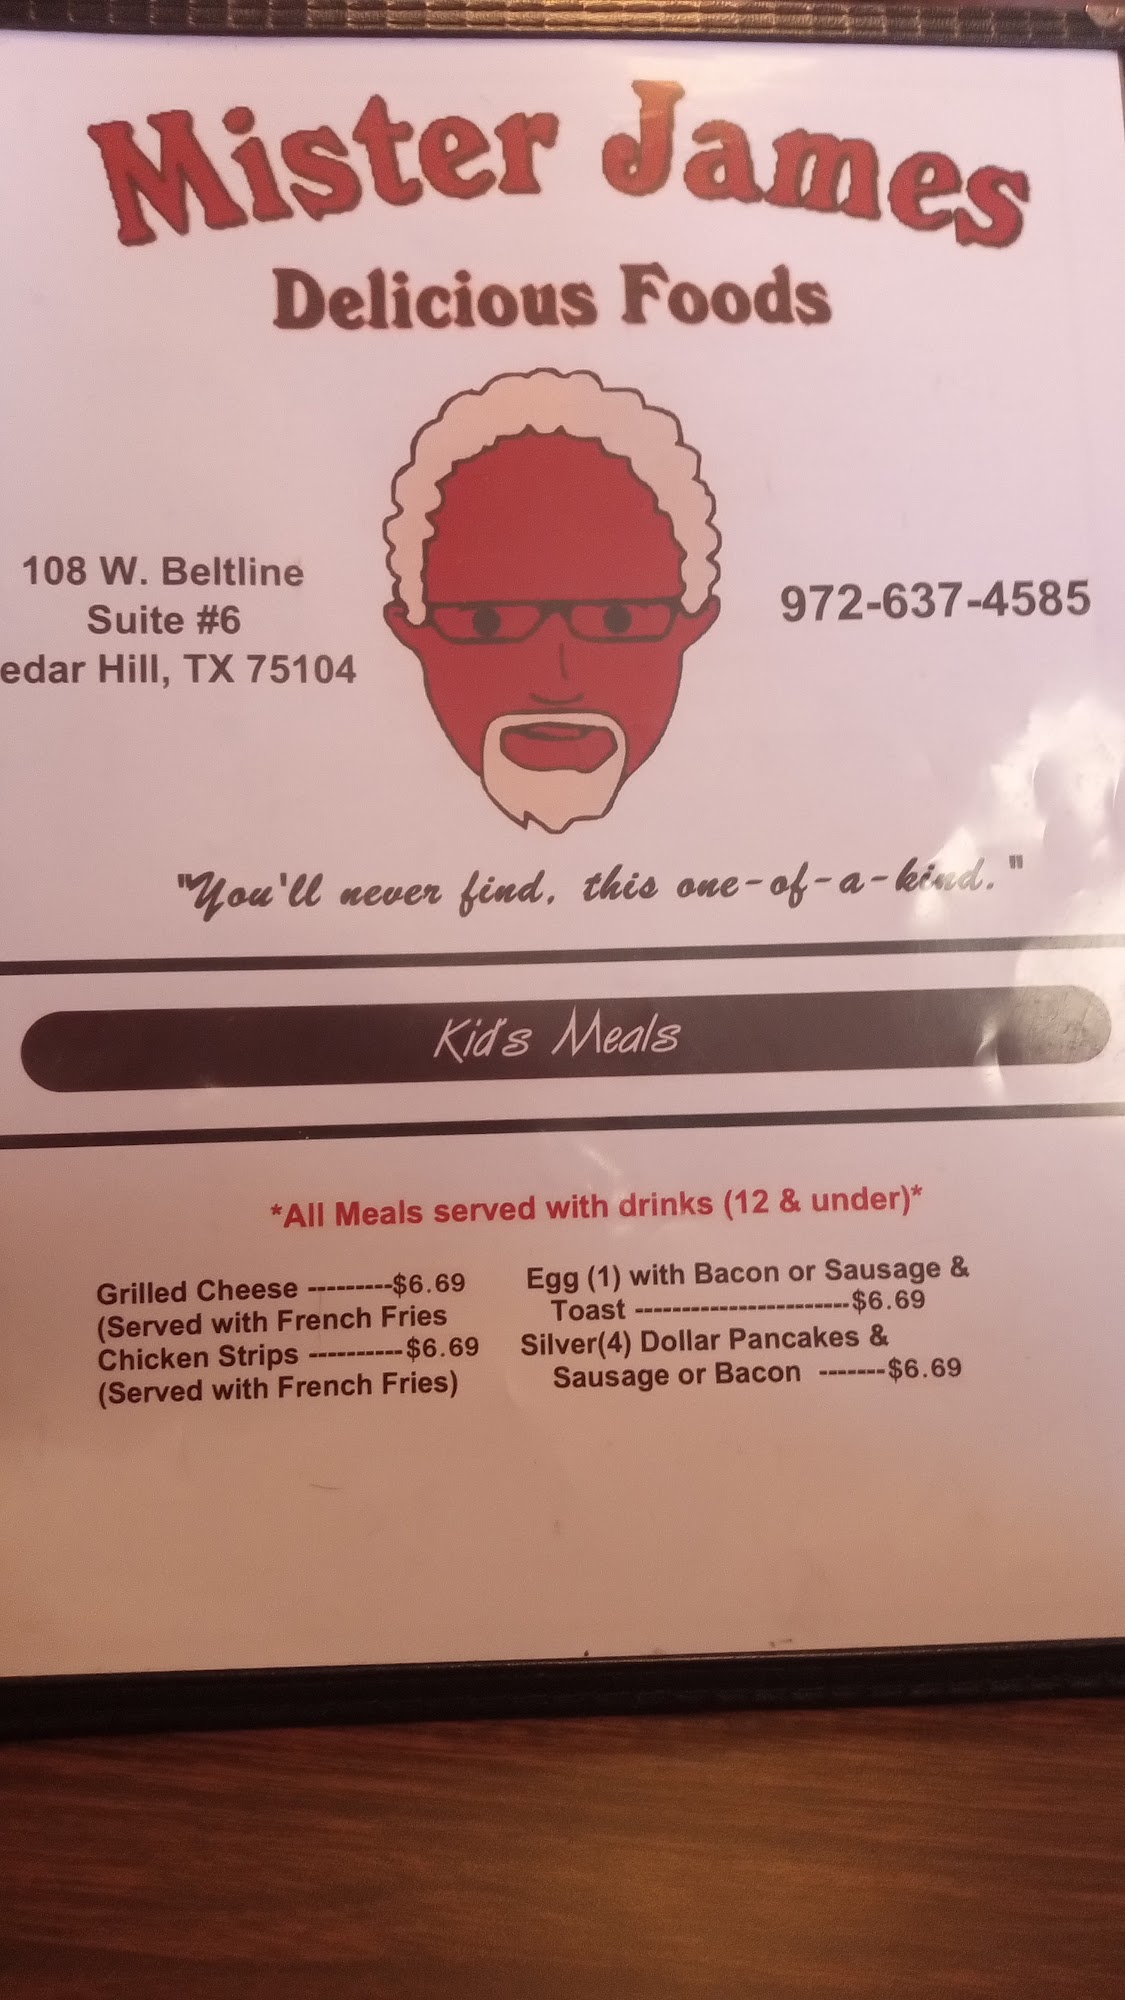 Mister James
Delicious Foods
108 W. Beltline
Suite #6
edar Hill, TX 75104
972-637-4585
"You'll never find, this one-of-a-kind."
Kid's Meals
*All Meals served with drinks (12 & under)*
Grilled Cheese ---------$6.69
(Served with French Fries
Chicken Strips ----------$6.69
(Served with French Fries)
Egg (1) with Bacon or Sausage &
Toast -----------------------$6.69
Silver(4) Dollar Pancakes &
Sausage or Bacon -------$6.69